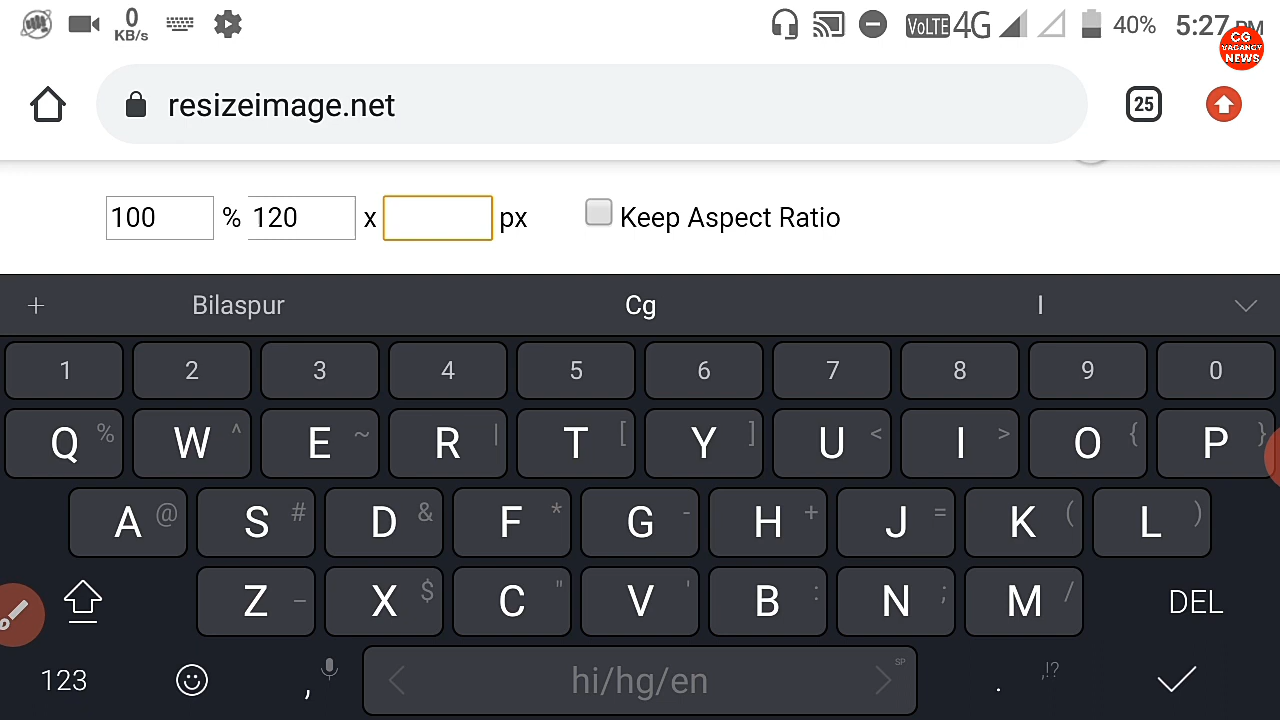 0
KB/s
VoLTE 4G 40% 5:27 PM
CG
VACANCY
NEWS
resizeimage.net
25
100 % 120 x px Keep Aspect Ratio
+ Bilaspur Cg I
1 2 3 4 5 6 7 8 9 0
Q % W ^ E ~ R | T [ Y ] U < I > O { P }
A @ S # D & F * G - H + J = K ( L )
Z _ X $ C " V ' B : N ; M / DEL
123 , < hi/hg/en > SP . ,!?